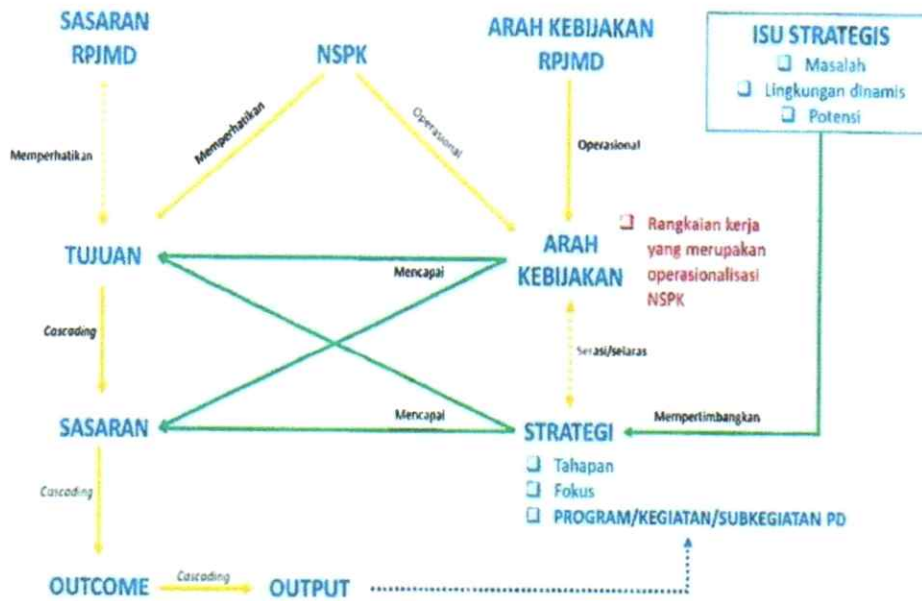 SASARAN
RPJMD
NSPK
ARAH KEBIJAKAN
RPJMD
ISU STRATEGIS
Masalah
Lingkungan dinamis
Potensi
Memperhatikan
Memperhatikan
Operasional
Operasional
TUJUAN
ARAH
KEBIJAKAN
Rangkaian kerja
yang merupakan
operasionalisasi
NSPK
Mencapai
Cascading
Serasi/selaras
SASARAN
Mencapai
STRATEGI
Mempertimbangkan
Tahapan
Fokus
PROGRAM/KEGIATAN/SUBKEGIATAN PD
Cascading
OUTCOME
Cascading
OUTPUT